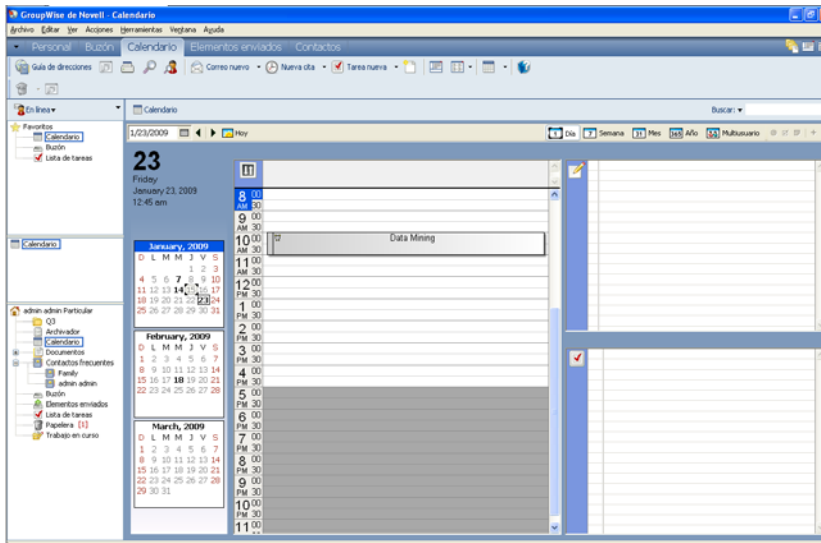 GroupWise de Novell - Calendario
Archivo Editar Ver Acciones Herramientas Ventana Ayuda
Personal Buzón Calendario Elementos enviados Contactos
Guía de direcciones Correo nuevo Nueva cita Tarea nueva
En línea Calendario Buscar:
Favoritos
Calendario
Buzón
Lista de tareas
1/23/2009 Hoy Día Semana Mes Año Multiusuario
23
Friday
January 23, 2009
12:45 am
Calendario
January, 2009
D L M M J V S
1 2 3
4 5 6 7 8 9 10
11 12 13 14 15 16 17
18 19 20 21 22 23 24
25 26 27 28 29 30 31
February, 2009
D L M M J V S
1 2 3 4 5 6 7
8 9 10 11 12 13 14
15 16 17 18 19 20 21
22 23 24 25 26 27 28
March, 2009
D L M M J V S
1 2 3 4 5 6 7
8 9 10 11 12 13 14
15 16 17 18 19 20 21
22 23 24 25 26 27 28
29 30 31
admin admin Particular
Q3
Archivador
Calendario
Documentos
Contactos frecuentes
Family
admin admin
Buzón
Elementos enviados
Lista de tareas
Papelera [1]
Trabajo en curso
8 00
AM 30
9 00
AM 30
10 00 Data Mining
AM 30
11 00
AM 30
12 00
PM 30
1 00
PM 30
2 00
PM 30
3 00
PM 30
4 00
PM 30
5 00
PM 30
6 00
PM 30
7 00
PM 30
8 00
PM 30
9 00
PM 30
10 00
PM 30
11 00